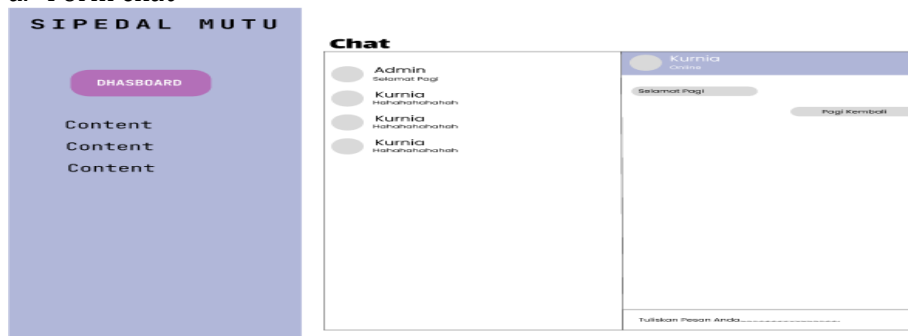 SIPEDAL MUTU
DHASBOARD
Content
Content
Content
Chat
Admin
Selamat Pagi
Kurnia
Hahahahahahah
Kurnia
Hahahahahahah
Kurnia
Hahahahahahah
Kurnia
Online
Selamat Pagi
Pagi Kembali
Tuliskan Pesan Anda